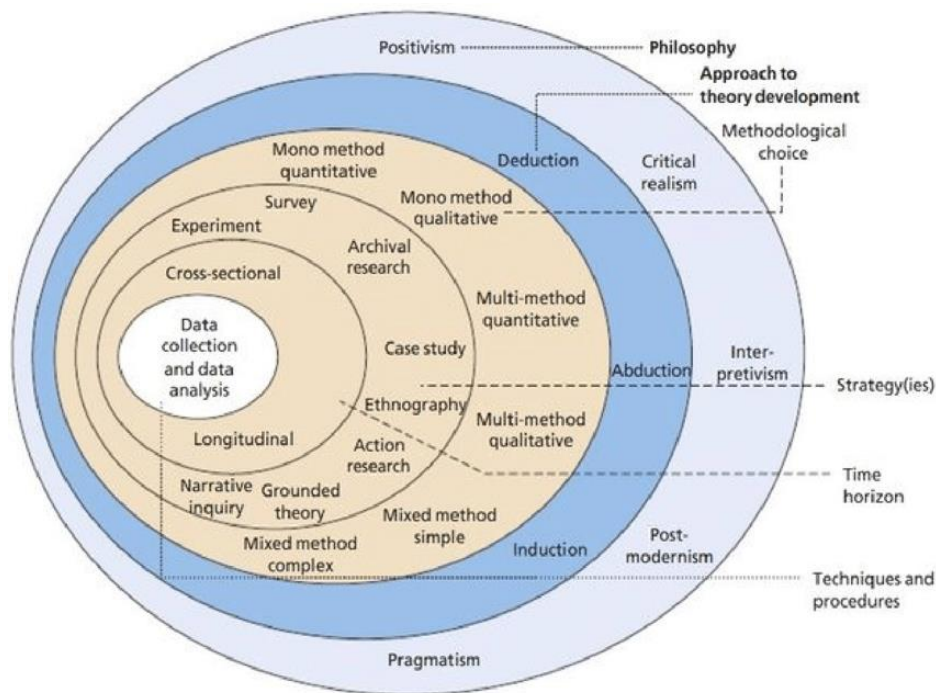 Positivism
Philosophy
Approach to
theory development
Methodological
choice
Deduction
Critical
realism
Mono method
quantitative
Mono method
qualitative
Survey
Experiment
Archival
research
Cross-sectional
Multi-method
quantitative
Data
collection
and data
analysis
Case study
Abduction
Inter-
pretivism
Strategy(ies)
Ethnography
Multi-method
qualitative
Longitudinal
Action
research
Time
horizon
Narrative
inquiry
Grounded
theory
Mixed method
simple
Mixed method
complex
Induction
Post-
modernism
Techniques and
procedures
Pragmatism